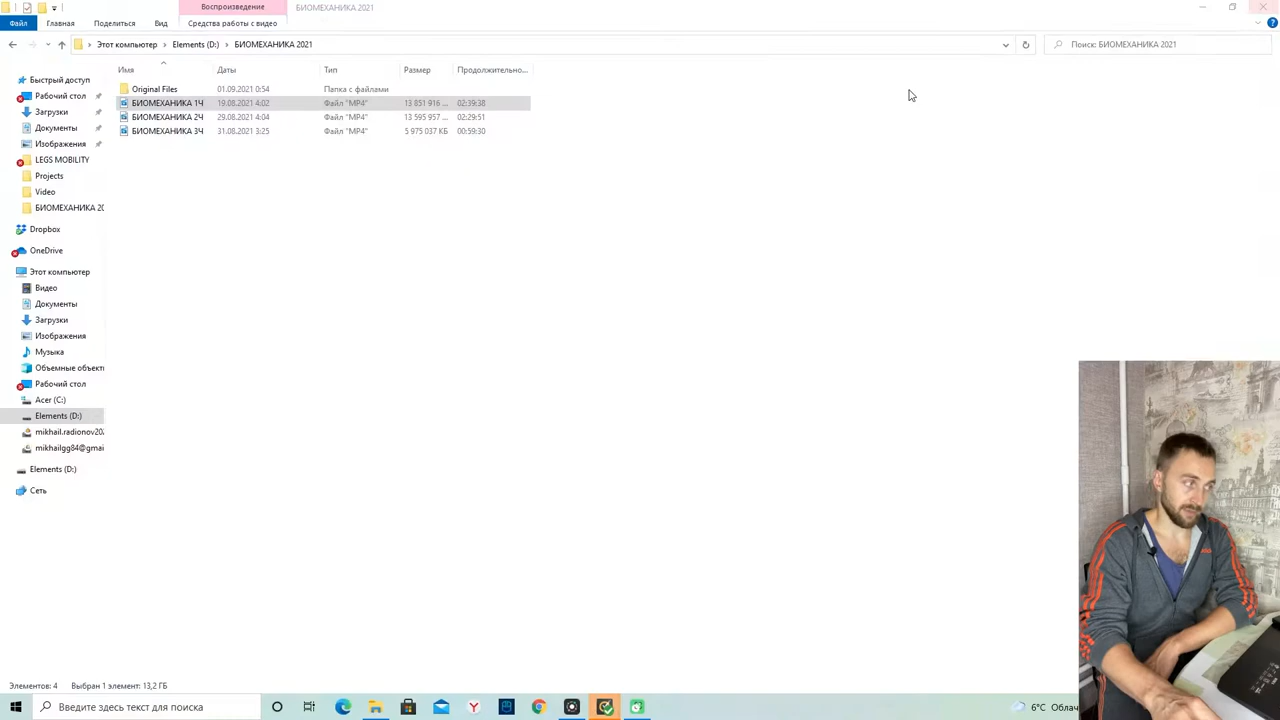 Воспроизведение
БИОМЕХАНИКА 2021
Файл
Главная
Поделиться
Вид
Средства работы с видео
Этот компьютер
Elements (D:)
БИОМЕХАНИКА 2021
Поиск: БИОМЕХАНИКА 2021
Имя
Даты
Тип
Размер
Продолжительно...
Original Files 01.09.2021 0:54 Папка с файлами
БИОМЕХАНИКА 1Ч 19.08.2021 4:02 Файл "MP4" 13 851 916 ... 02:39:38
БИОМЕХАНИКА 2Ч 29.08.2021 4:04 Файл "MP4" 13 595 957 ... 02:29:51
БИОМЕХАНИКА 3Ч 31.08.2021 3:25 Файл "MP4" 5 975 037 КБ 00:59:30
Быстрый доступ
Рабочий стол
Загрузки
Документы
Изображения
LEGS MOBILITY
Projects
Video
БИОМЕХАНИКА 20
Dropbox
OneDrive
Этот компьютер
Видео
Документы
Загрузки
Изображения
Музыка
Объемные объект
Рабочий стол
Acer (C:)
Elements (D:)
mikhail.radionov20
mikhailgg84@gmai
Elements (D:)
Сеть
Элементов: 4
Выбран 1 элемент: 13,2 ГБ
Введите здесь текст для поиска
6°C Облач